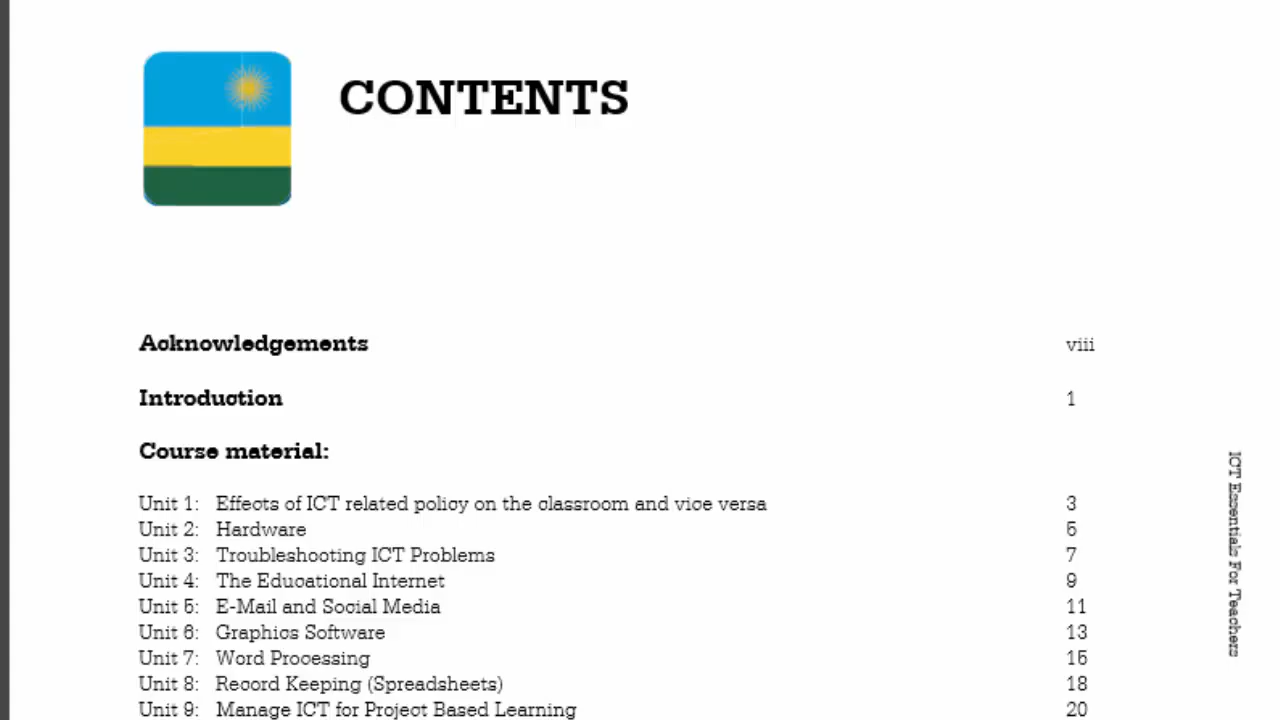 CONTENTS
Acknowledgements viii
Introduction 1
Course material:
Unit 1: Effects of ICT related policy on the classroom and vice versa 3
Unit 2: Hardware 5
Unit 3: Troubleshooting ICT Problems 7
Unit 4: The Educational Internet 9
Unit 5: E-Mail and Social Media 11
Unit 6: Graphics Software 13
Unit 7: Word Processing 15
Unit 8: Record Keeping (Spreadsheets) 18
Unit 9: Manage ICT for Project Based Learning 20
ICT Essentials For Teachers